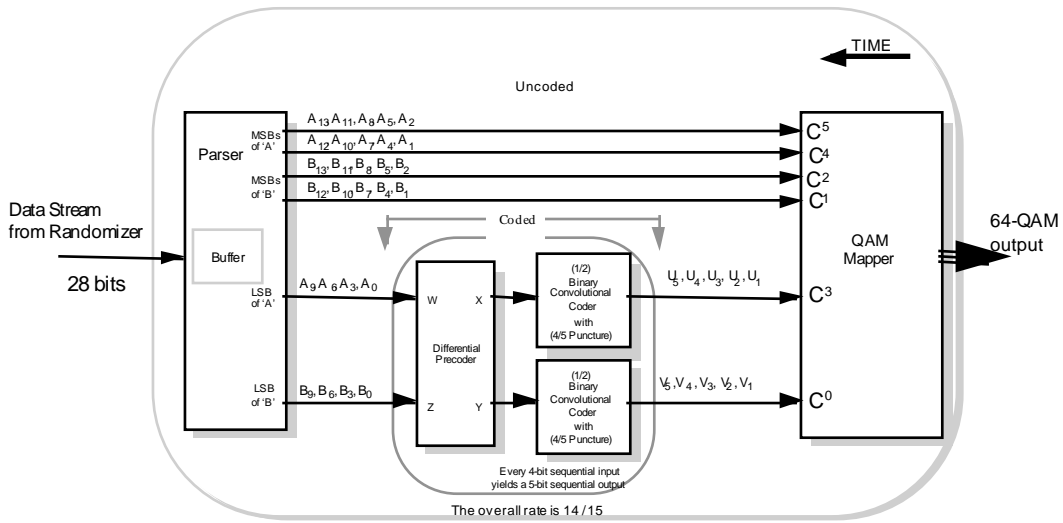 TIME
Uncoded
A13, A11, A8 A5, A2
MSBs
of 'A'
A12, A10, A7 A4, A1
Parser
B13, B11, B8 B5, B2
MSBs
of 'B'
B12, B10, B7 B4, B1
C5
C4
C2
C1
Data Stream
from Randomizer
28 bits
Buffer
Coded
QAM
Mapper
64-QAM
output
LSB
of 'A'
A9 A6 A3, A0
W
X
(1/2)
Binary
Convolutional
Coder
with
(4/5 Puncture)
U5, U4, U3, U2, U1
C3
Differential
Precoder
LSB
of 'B'
B9, B6, B3, B0
Z
Y
(1/2)
Binary
Convolutional
Coder
with
(4/5 Puncture)
V5, V4, V3, V2, V1
C0
Every 4-bit sequential input
yields a 5-bit sequential output
The overall rate is 14/15